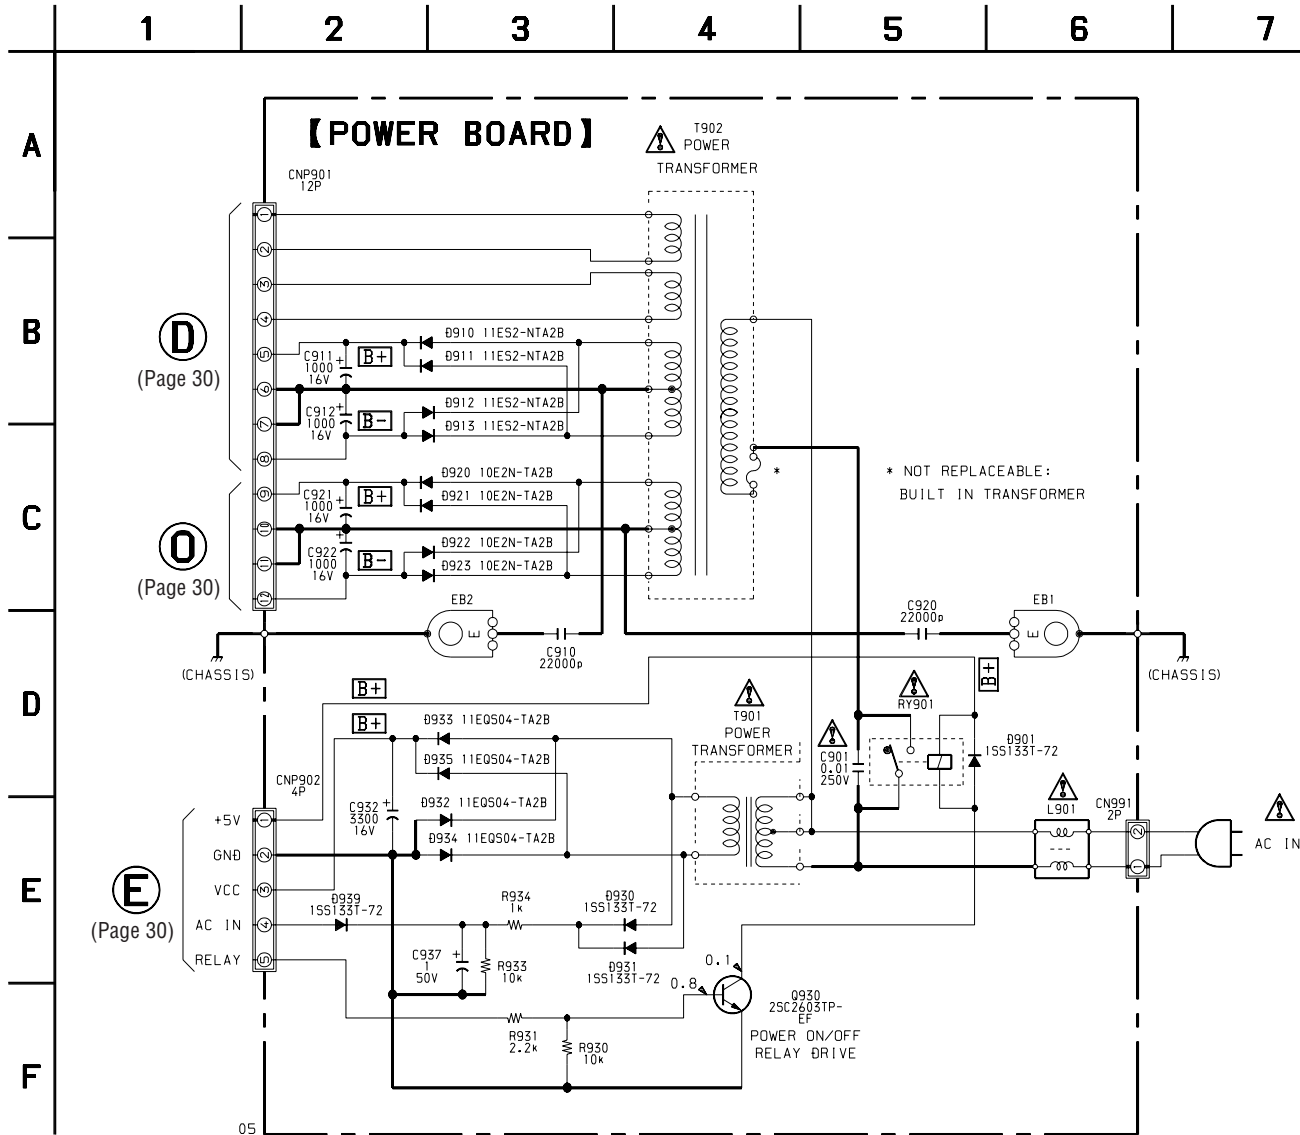 1 2 3 4 5 6 7
A
B
C
D
E
F
【POWER BOARD】
T902
POWER
TRANSFORMER
CNP901
12P
1
2
3
4
5
6
7
8
9
10
11
12
D
(Page 30)
O
(Page 30)
D910 11ES2-NTA2B
D911 11ES2-NTA2B
C911
1000
16V
+
B+
D912 11ES2-NTA2B
D913 11ES2-NTA2B
C912
1000
16V
+
B-
D920 10E2N-TA2B
D921 10E2N-TA2B
C921
1000
16V
+
B+
D922 10E2N-TA2B
D923 10E2N-TA2B
C922
1000
16V
+
B-
*
* NOT REPLACEABLE:
BUILT IN TRANSFORMER
EB2
E
C910
22000p
C920
22000p
EB1
E
(CHASSIS)
(CHASSIS)
B+
B+
B+
D933 11EQS04-TA2B
D935 11EQS04-TA2B
D932 11EQS04-TA2B
D934 11EQS04-TA2B
T901
POWER
TRANSFORMER
C901
0.01
250V
RY901
D901
1SS133T-72
L901
CN991
2P
2
1
AC IN
CNP902
4P
+5V 1
GND 2
VCC 3
AC IN 4
RELAY 5
E
(Page 30)
C932
3300
16V
+
D939
1SS133T-72
R934
1k
D930
1SS133T-72
D931
1SS133T-72
C937
1
50V
+
R933
10k
0.1
0.8
Q930
2SC2603TP-
EF
POWER ON/OFF
RELAY DRIVE
R931
2.2k
R930
10k
05